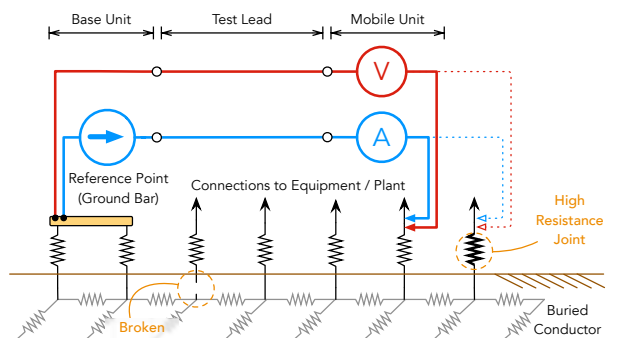 Base Unit
Test Lead
Mobile Unit
V
A
Reference Point
(Ground Bar)
Connections to Equipment / Plant
High
Resistance
Joint
Broken
Buried
Conductor